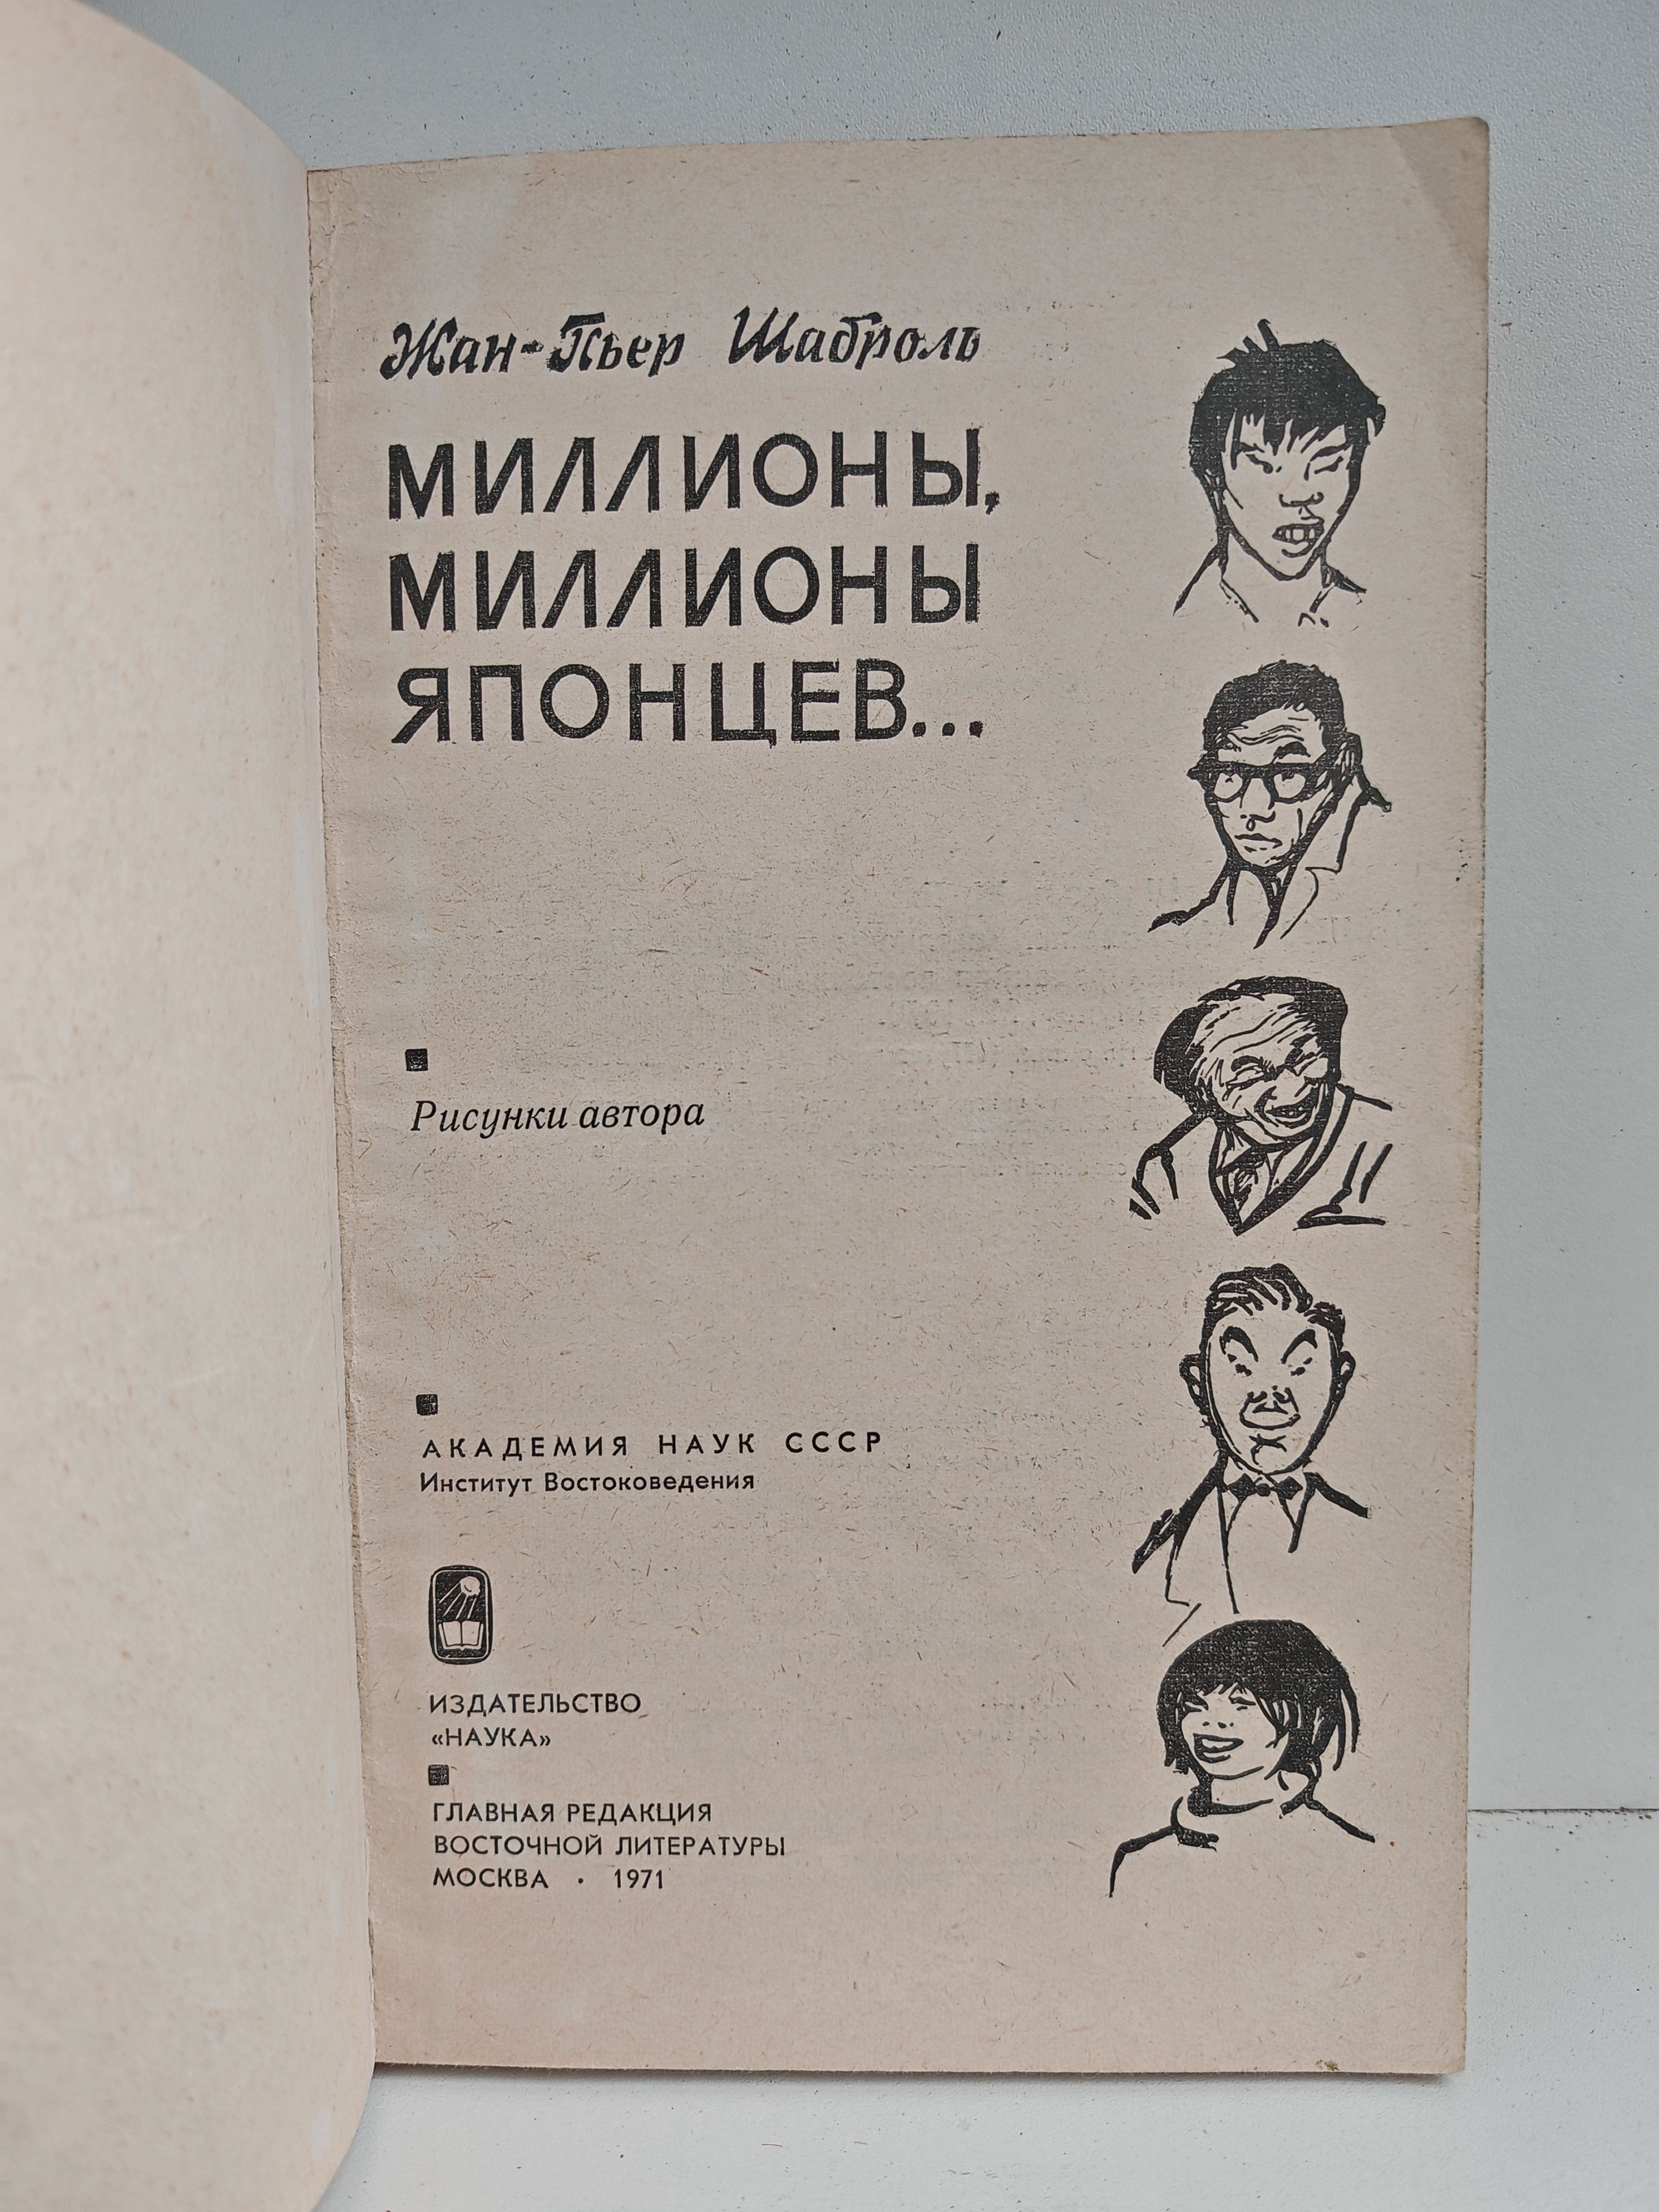 Жан-Пьер Шаброль
МИЛЛИОНЫ,
МИЛЛИОНЫ
ЯПОНЦЕВ...
Рисунки автора
АКАДЕМИЯ НАУК СССР
Институт Востоковедения
ИЗДАТЕЛЬСТВО
«НАУКА»
ГЛАВНАЯ РЕДАКЦИЯ
ВОСТОЧНОЙ ЛИТЕРАТУРЫ
МОСКВА · 1971